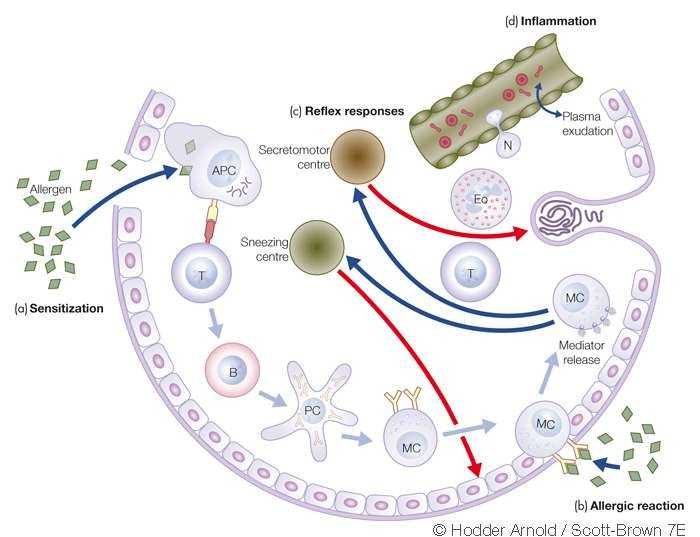 (d) Inflammation
(c) Reflex responses
Plasma
exudation
N
Secretomotor
centre
Allergen
APC
Eo
Sneezing
centre
T
T
(a) Sensitization
MC
Mediator
release
B
PC
MC
MC
(b) Allergic reaction
© Hodder Arnold / Scott-Brown 7E